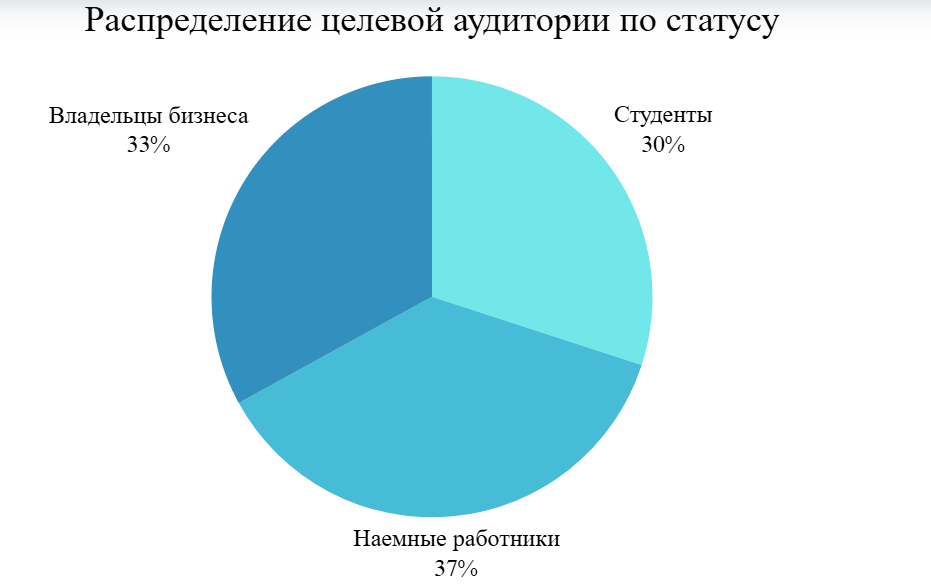 Распределение целевой аудитории по статусу
Владельцы бизнеса
33%
Студенты
30%
Наемные работники
37%